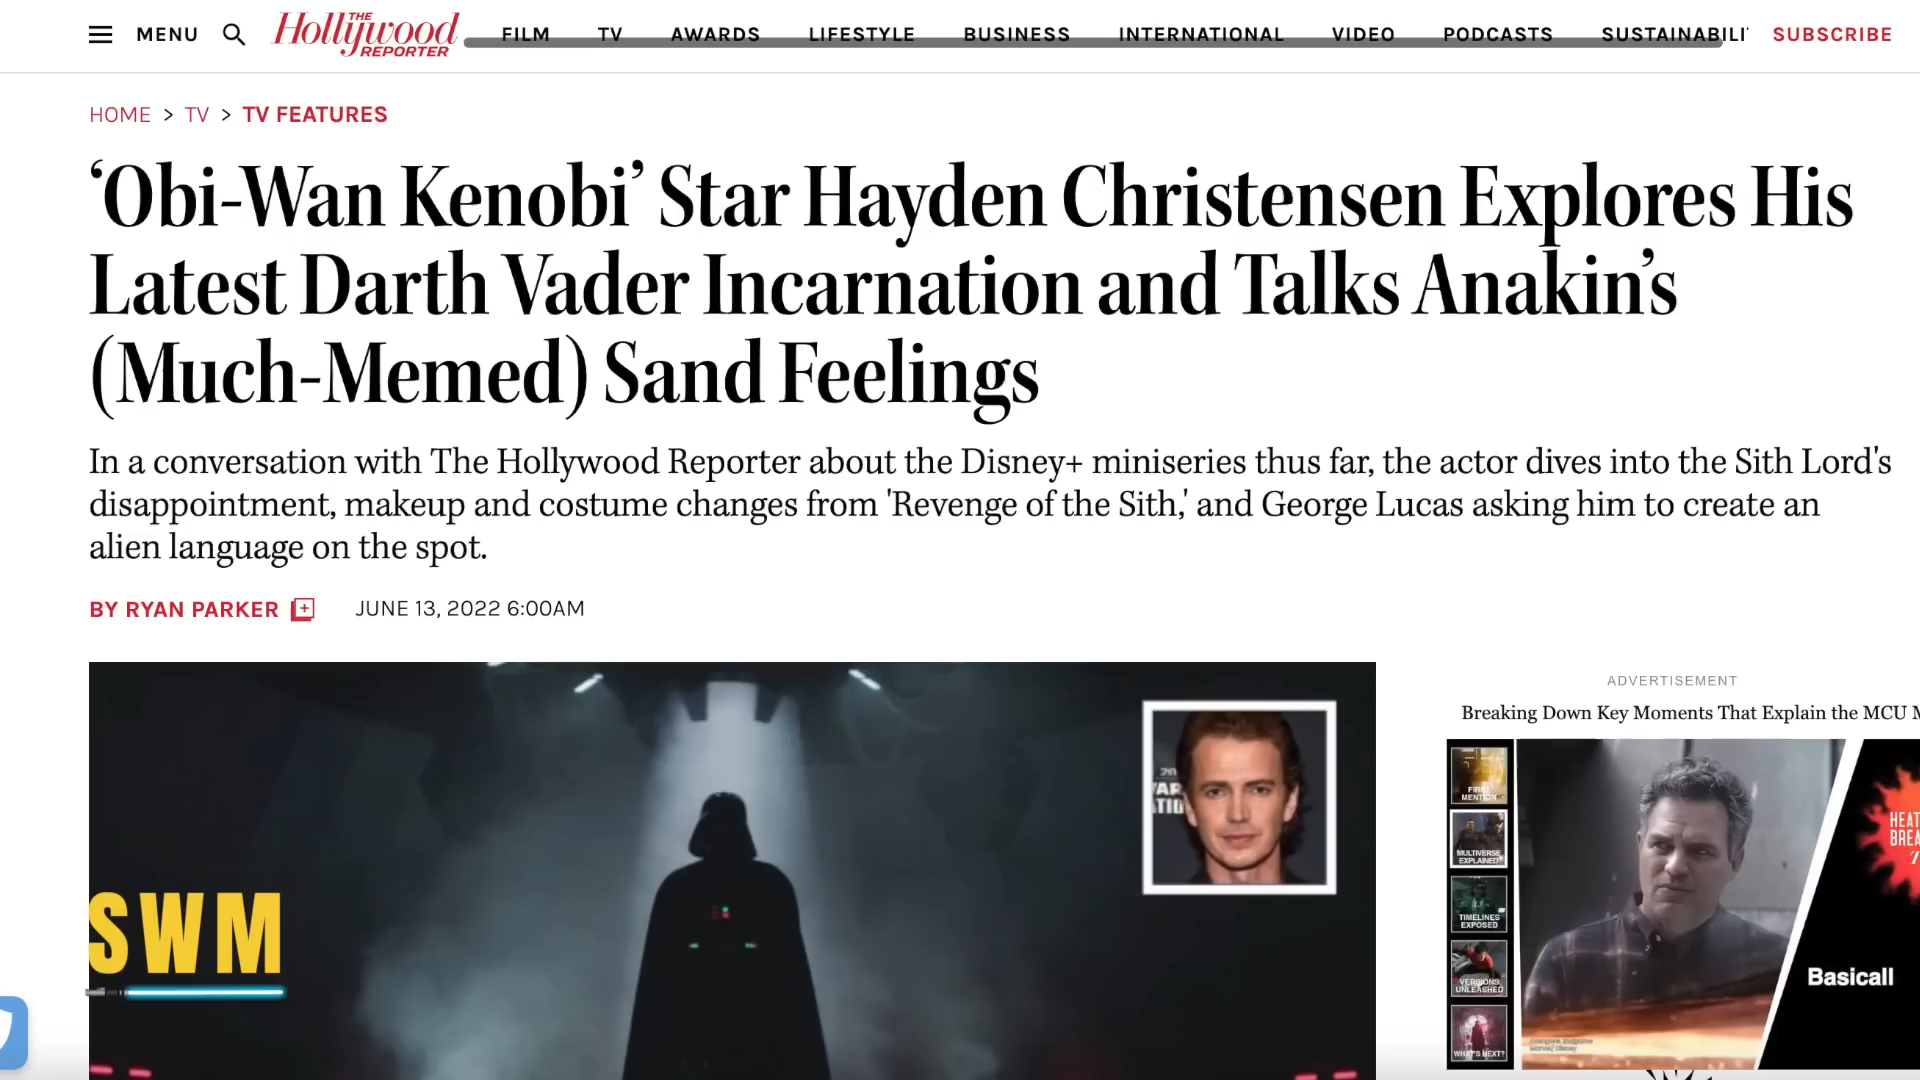 MENU
THE
Hollywood
REPORTER
FILM TV AWARDS LIFESTYLE BUSINESS INTERNATIONAL VIDEO PODCASTS SUSTAINABILI SUBSCRIBE
HOME > TV > TV FEATURES
‘Obi-Wan Kenobi’ Star Hayden Christensen Explores His
Latest Darth Vader Incarnation and Talks Anakin’s
(Much-Memed) Sand Feelings
In a conversation with The Hollywood Reporter about the Disney+ miniseries thus far, the actor dives into the Sith Lord's
disappointment, makeup and costume changes from 'Revenge of the Sith,' and George Lucas asking him to create an
alien language on the spot.
BY RYAN PARKER JUNE 13, 2022 6:00AM
SWM
ADVERTISEMENT
Breaking Down Key Moments That Explain the MCU
FIRST
MENTION
MULTIVERSE
EXPLAINED
TIMELINES
EXPOSED
VERSIONS
UNLEASHED
WHAT'S NEXT?
HEAT
BREA
Basicall